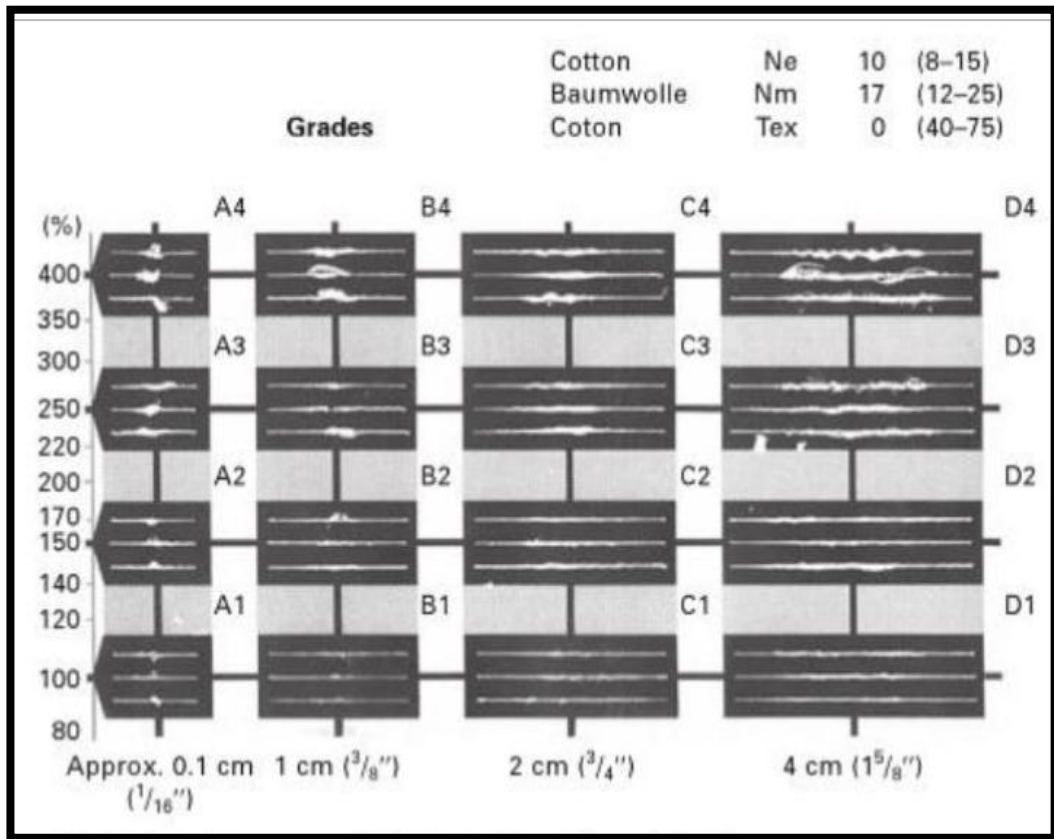 Cotton Ne 10 (8–15)
Baumwolle Nm 17 (12–25)
Grades Coton Tex 0 (40–75)
A4 B4 C4 D4
(%)
400
350
A3 B3 C3 D3
300
250
220
A2 B2 C2 D2
200
170
150
140
A1 B1 C1 D1
120
100
80
Approx. 0.1 cm 1 cm (3/8″) 2 cm (3/4″) 4 cm (1 5/8″)
(1/16″)